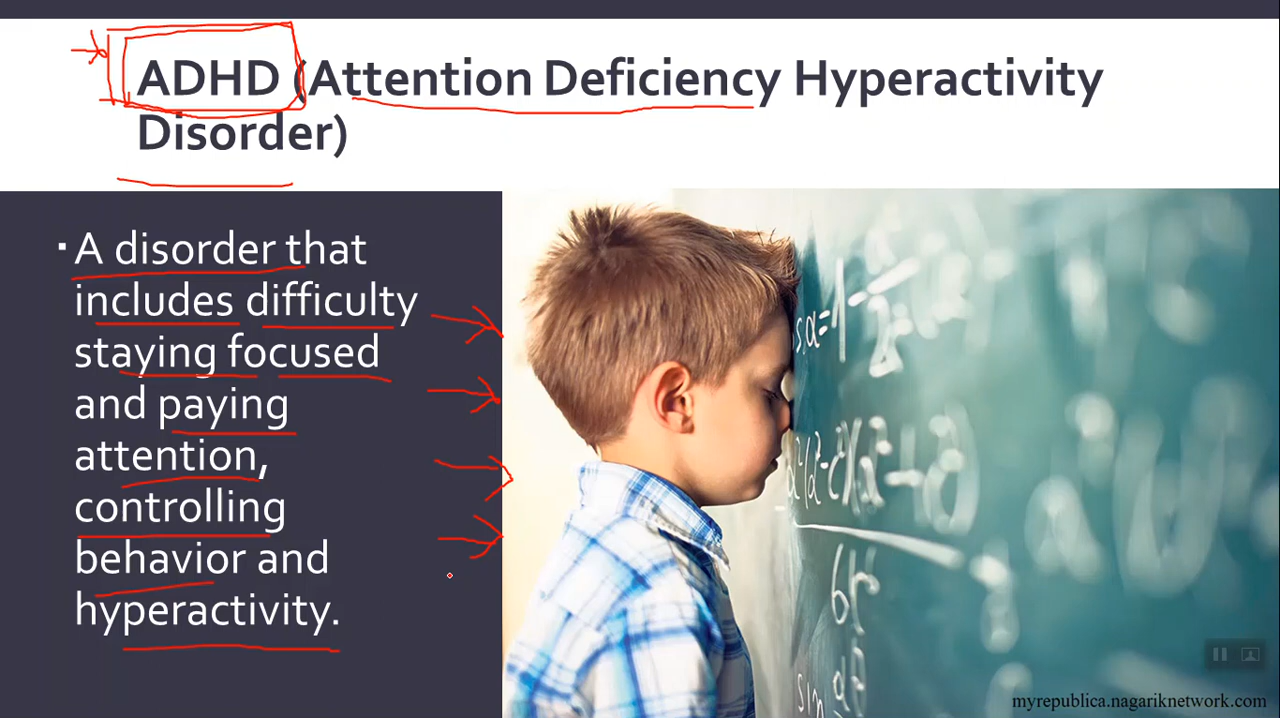 ADHD (Attention Deficiency Hyperactivity
Disorder)
▪ A disorder that
includes difficulty
staying focused
and paying
attention,
controlling
behavior and
hyperactivity.
6r
myrepublica.nagariknetwork.com